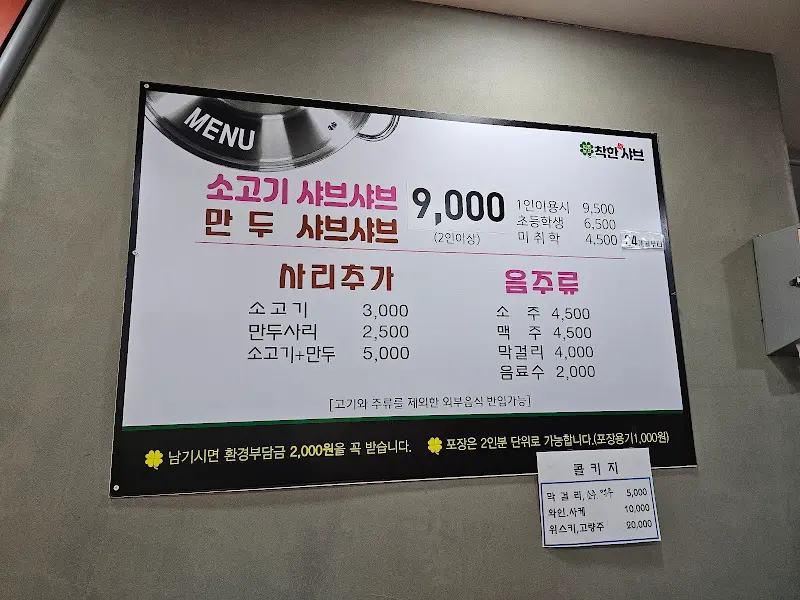 MENU
착한 샤브
소고기 샤브샤브
만두 샤브샤브
9,000
(2인이상)
1인이용시 9,500
초등학생 6,500
미취학 4,500
사리추가
소고기 3,000
만두사리 2,500
소고기+만두 5,000
음주류
소 주 4,500
맥 주 4,500
막걸리 4,000
음료수 2,000
[고기와 주류를 제외한 외부음식 반입가능]
남기시면 환경부담금 2,000원을 꼭 받습니다.
포장은 2인분 단위로 가능합니다.(포장용기1,000원)
콜키지
막걸리, 5,000
와인,사케 10,000
위스키,고량주 20,000